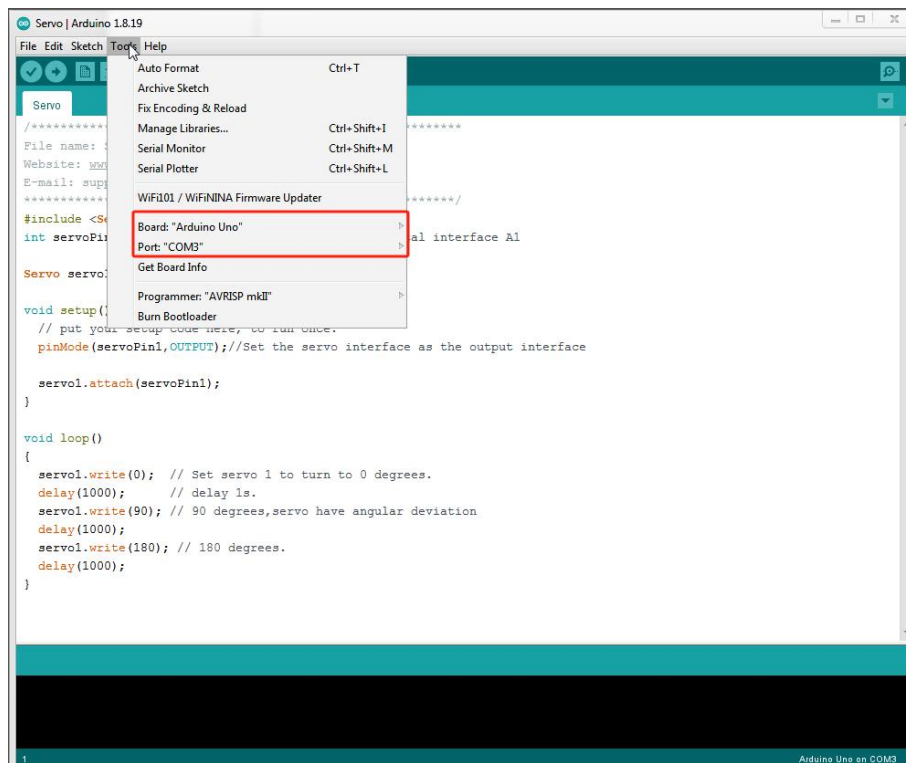 Servo | Arduino 1.8.19
File Edit Sketch Tools Help
Auto Format Ctrl+T
Archive Sketch
Servo Fix Encoding & Reload
/*********** Manage Libraries... Ctrl+Shift+I ********
File name: Serial Monitor Ctrl+Shift+M
Website: Serial Plotter Ctrl+Shift+L
E-mail:
*********** WiFi101 / WiFiNINA Firmware Updater *******/
#include Board: "Arduino Uno"
int Port: "COM3" interface A1
Get Board Info
Servo
Programmer: "AVRISP mkII"
void setup() Burn Bootloader
// put your setup code here, to run once:
pinMode(servoPin1,OUTPUT);//Set the servo interface as the output interface
servo1.attach(servoPin1);
}
void loop()
{
servo1.write(0); // Set servo 1 to turn to 0 degrees.
delay(1000); // delay 1s.
servo1.write(90); // 90 degrees,servo have angular deviation
delay(1000);
servo1.write(180); // 180 degrees.
delay(1000);
}
1 Arduino Uno on COM3